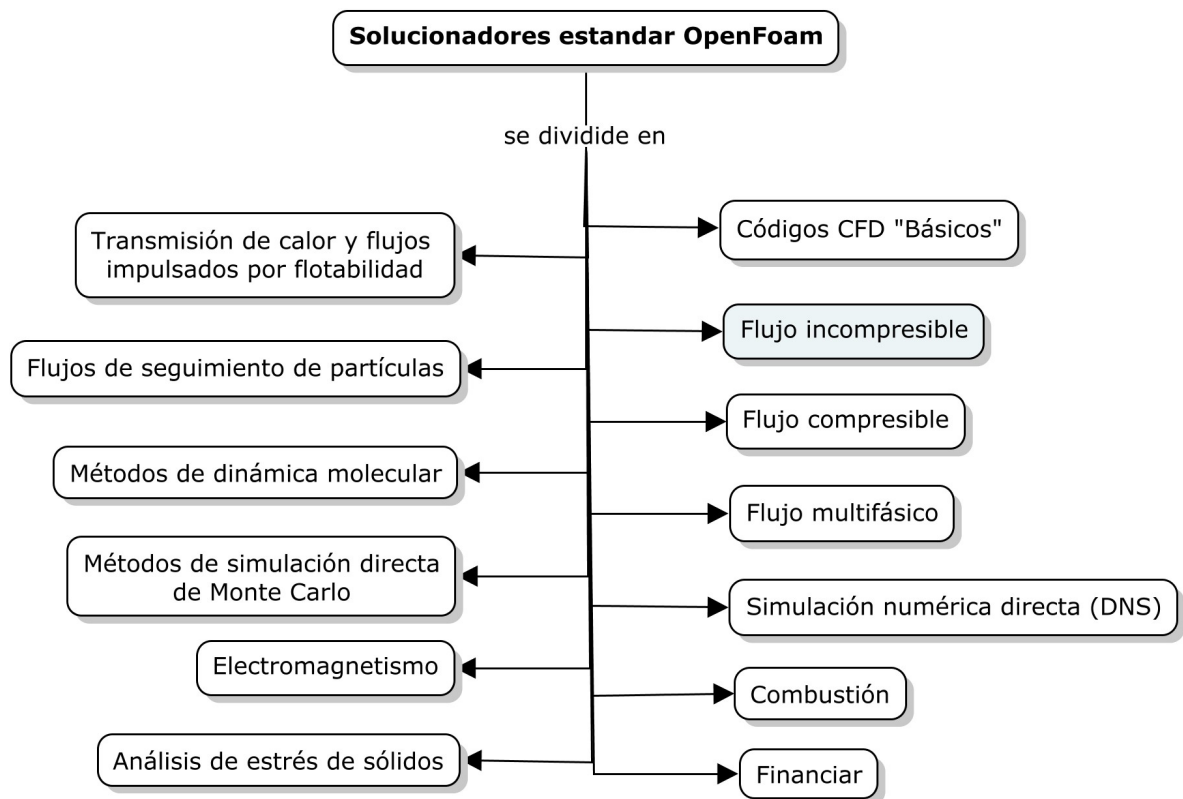 Solucionadores estandar OpenFoam
se dividide en
Transmisión de calor y flujos
impulsados por flotabilidad
Flujos de seguimiento de partículas
Métodos de dinámica molecular
Métodos de simulación directa
de Monte Carlo
Electromagnetismo
Análisis de estrés de sólidos
Códigos CFD "Básicos"
Flujo incompresible
Flujo compresible
Flujo multifásico
Simulación numérica directa (DNS)
Combustión
Financiar